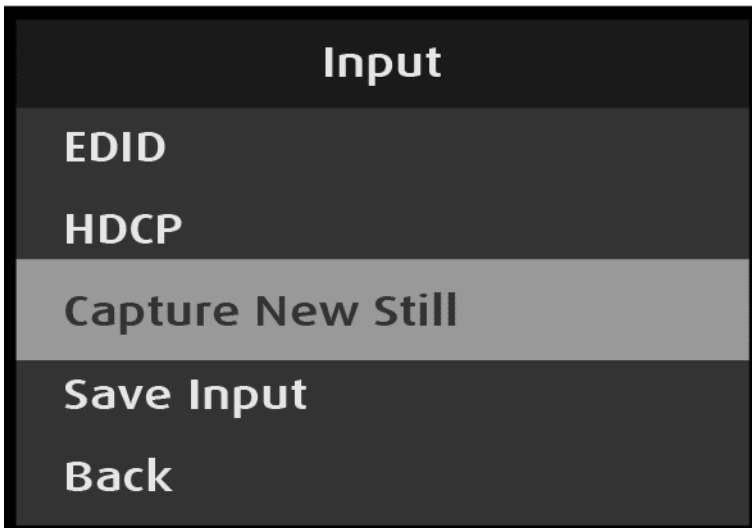 Input
EDID
HDCP
Capture New Still
Save Input
Back